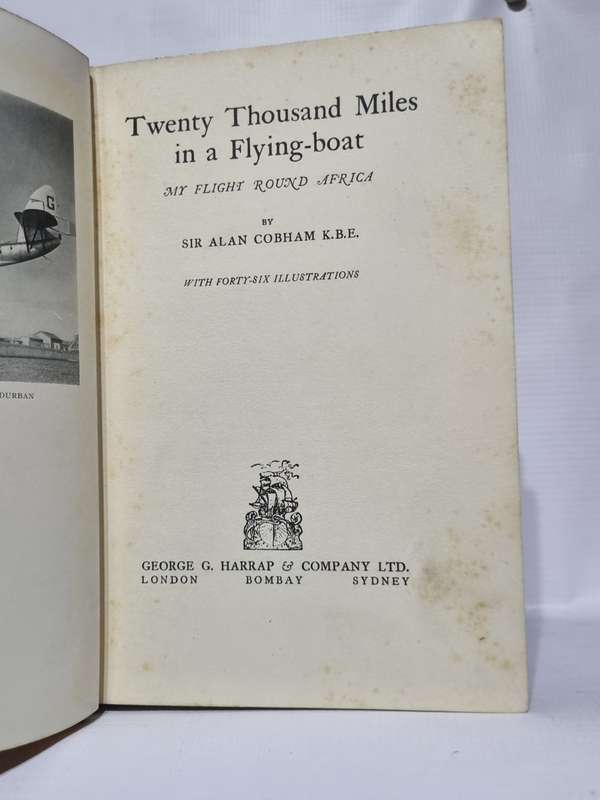 G
DURBAN
Twenty Thousand Miles
in a Flying-boat
MY FLIGHT ROUND AFRICA
BY
SIR ALAN COBHAM K.B.E.
WITH FORTY-SIX ILLUSTRATIONS
GEORGE G. HARRAP & COMPANY LTD.
LONDON BOMBAY SYDNEY